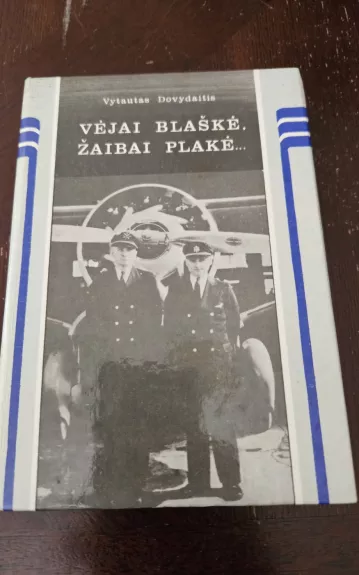 Vytautas Dovydaitis
VĖJAI BLAŠKĖ,
ŽAIBAI PLAKĖ...